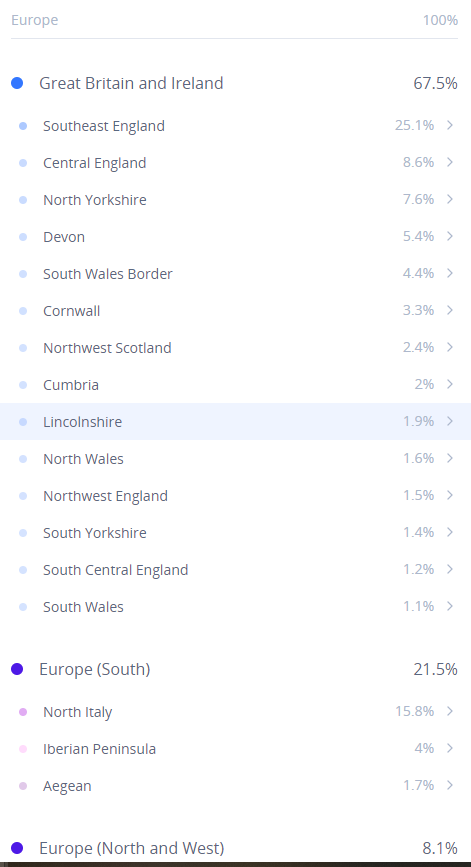 Europe 100%
Great Britain and Ireland 67.5%
Southeast England 25.1%
Central England 8.6%
North Yorkshire 7.6%
Devon 5.4%
South Wales Border 4.4%
Cornwall 3.3%
Northwest Scotland 2.4%
Cumbria 2%
Lincolnshire 1.9%
North Wales 1.6%
Northwest England 1.5%
South Yorkshire 1.4%
South Central England 1.2%
South Wales 1.1%
Europe (South) 21.5%
North Italy 15.8%
Iberian Peninsula 4%
Aegean 1.7%
Europe (North and West) 8.1%